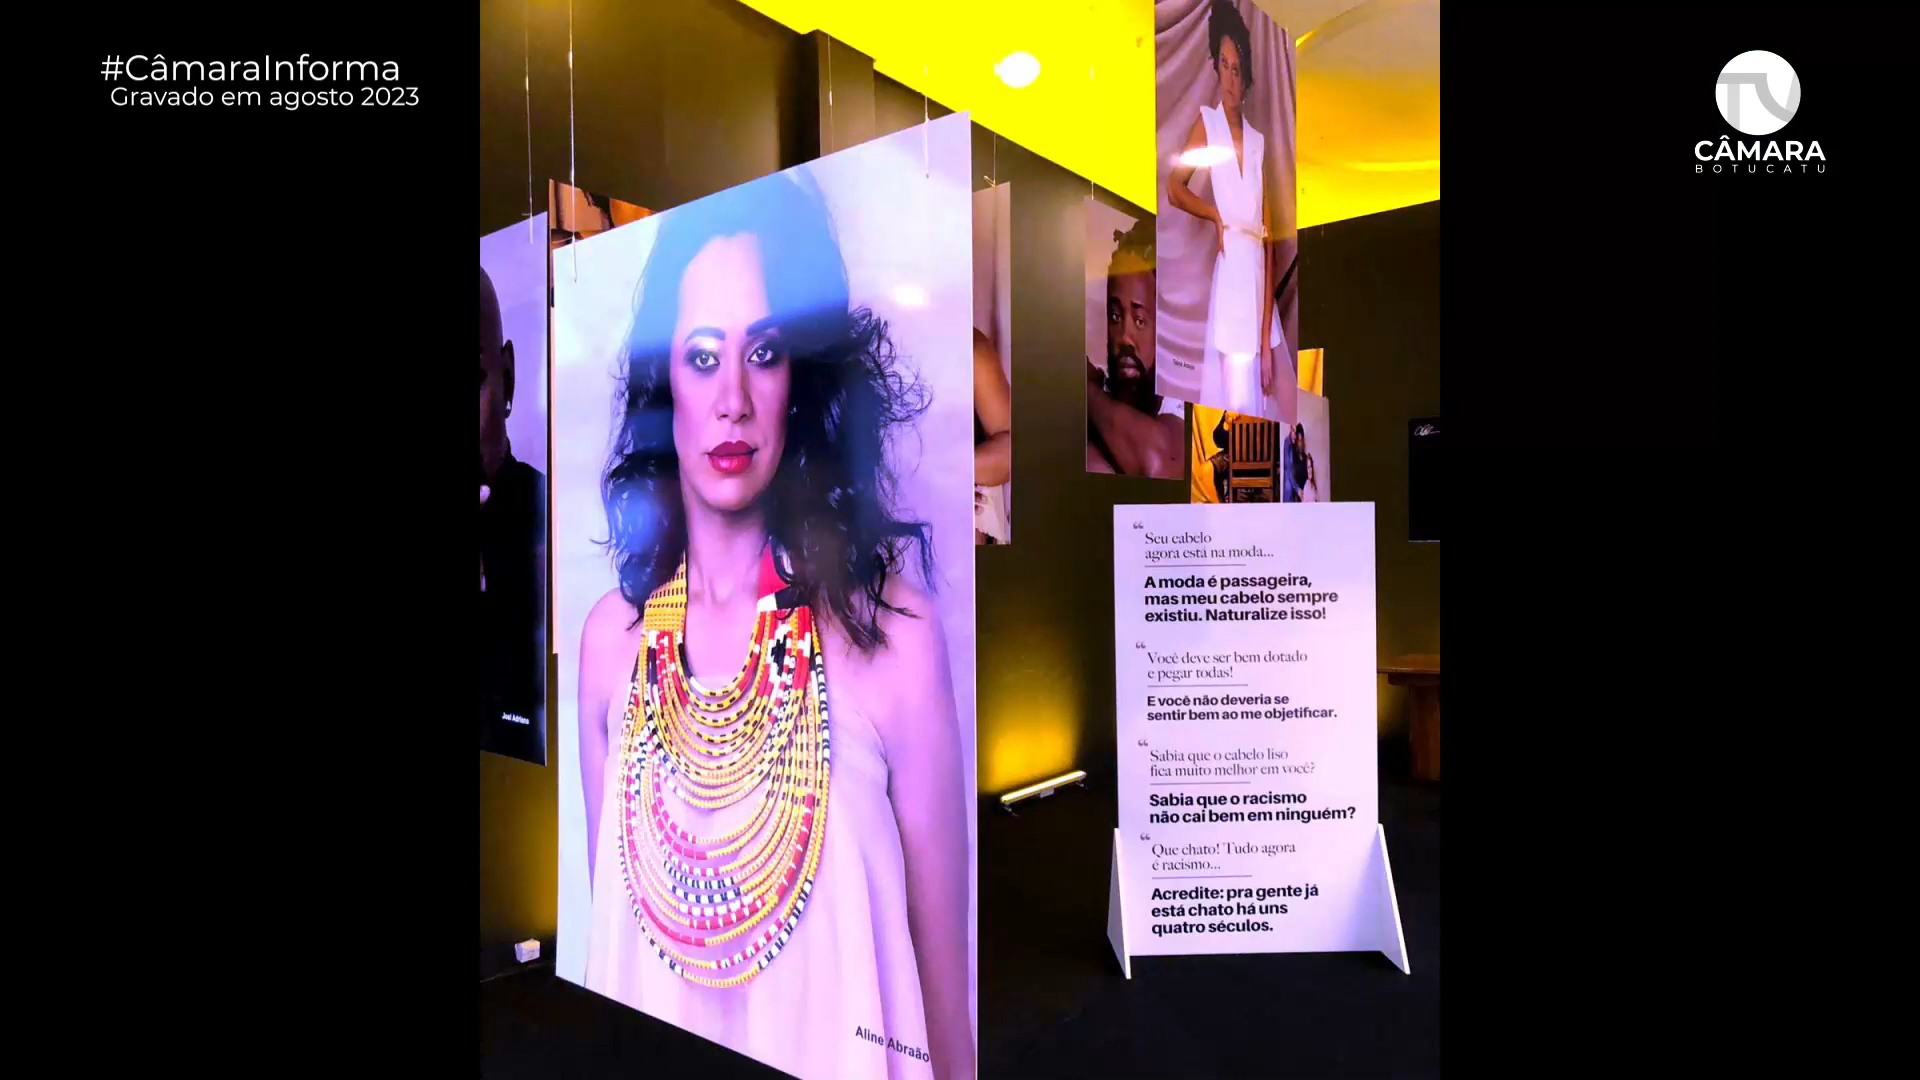 #CâmaraInforma
Gravado em agosto 2023
TV
CÂMARA
BOTUCATU
Joel Adriano
Aline Abraão
“Seu cabelo
agora está na moda...
A moda é passageira,
mas meu cabelo sempre
existiu. Naturalize isso!
“Você deve ser bem dotado
e pegar todas!
E você não deveria se
sentir bem ao me objetificar.
“Sabia que o cabelo liso
fica muito melhor em você?
Sabia que o racismo
não cai bem em ninguém?
“Que chato! Tudo agora
é racismo...
Acredite: pra gente já
está chato há uns
quatro séculos.